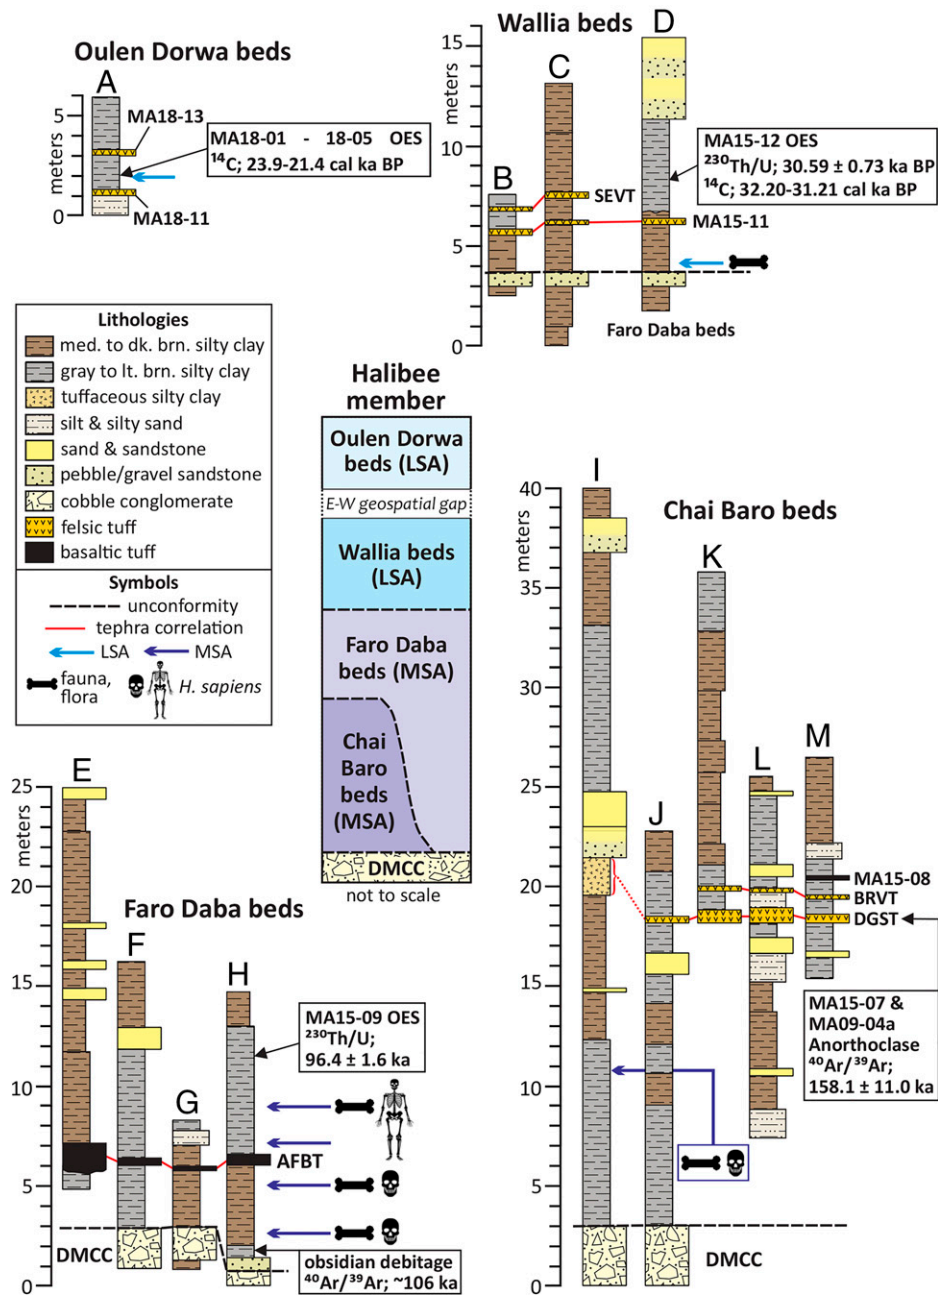 Oulen Dorwa beds
A
meters
5
0
MA18-13
MA18-11
MA18-01 - 18-05 OES
¹⁴C; 23.9-21.4 cal ka BP
Wallia beds
meters
15
10
5
0
B
C
D
SEVT
MA15-11
MA15-12 OES
²³⁰Th/U; 30.59 ± 0.73 ka BP
¹⁴C; 32.20-31.21 cal ka BP
Faro Daba beds
Lithologies
med. to dk. brn. silty clay
gray to lt. brn. silty clay
tuffaceous silty clay
silt & silty sand
sand & sandstone
pebble/gravel sandstone
cobble conglomerate
felsic tuff
basaltic tuff
Symbols
unconformity
tephra correlation
LSA
MSA
fauna,
flora
H. sapiens
Halibee
member
Oulen Dorwa
beds (LSA)
E-W geospatial gap
Wallia beds
(LSA)
Faro Daba
beds (MSA)
Chai
Baro
beds
(MSA)
DMCC
not to scale
Faro Daba beds
meters
25
20
15
10
5
0
E
F
G
H
AFBT
DMCC
MA15-09 OES
²³⁰Th/U;
96.4 ± 1.6 ka
obsidian debitage
⁴⁰Ar/³⁹Ar; ~106 ka
Chai Baro beds
meters
40
35
30
25
20
15
10
5
0
I
J
K
L
M
MA15-08
BRVT
DGST
MA15-07 &
MA09-04a
Anorthoclase
⁴⁰Ar/³⁹Ar;
158.1 ± 11.0 ka
DMCC